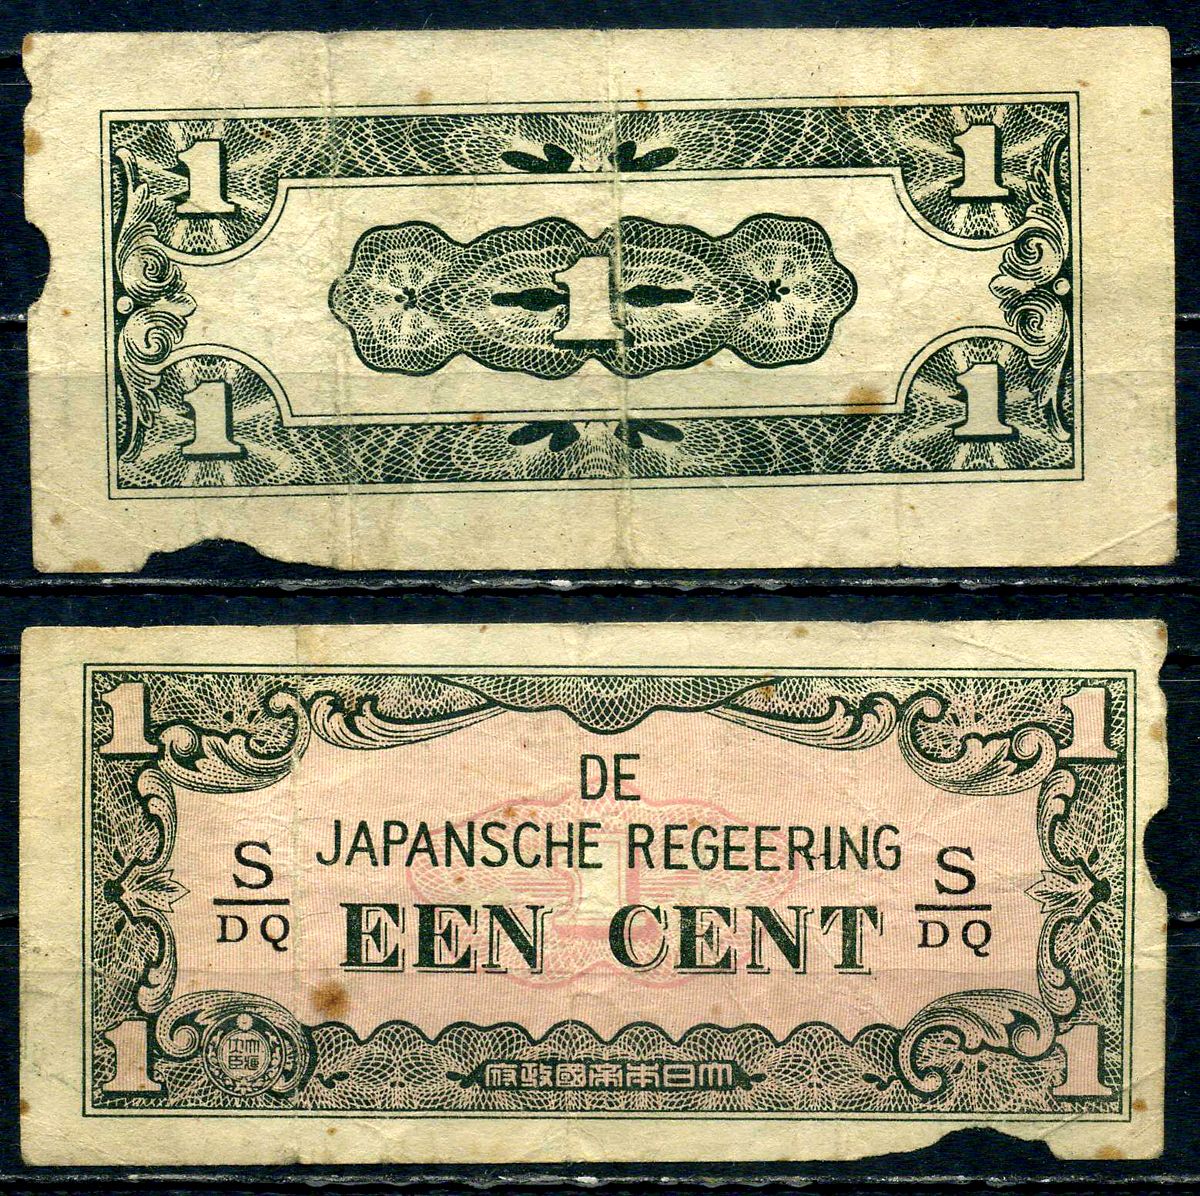 1 1
1
1 1
1 1
DE
JAPANSCHE REGEERING
S/DQ EEN CENT S/DQ
1
1 1
府政國帝本日大